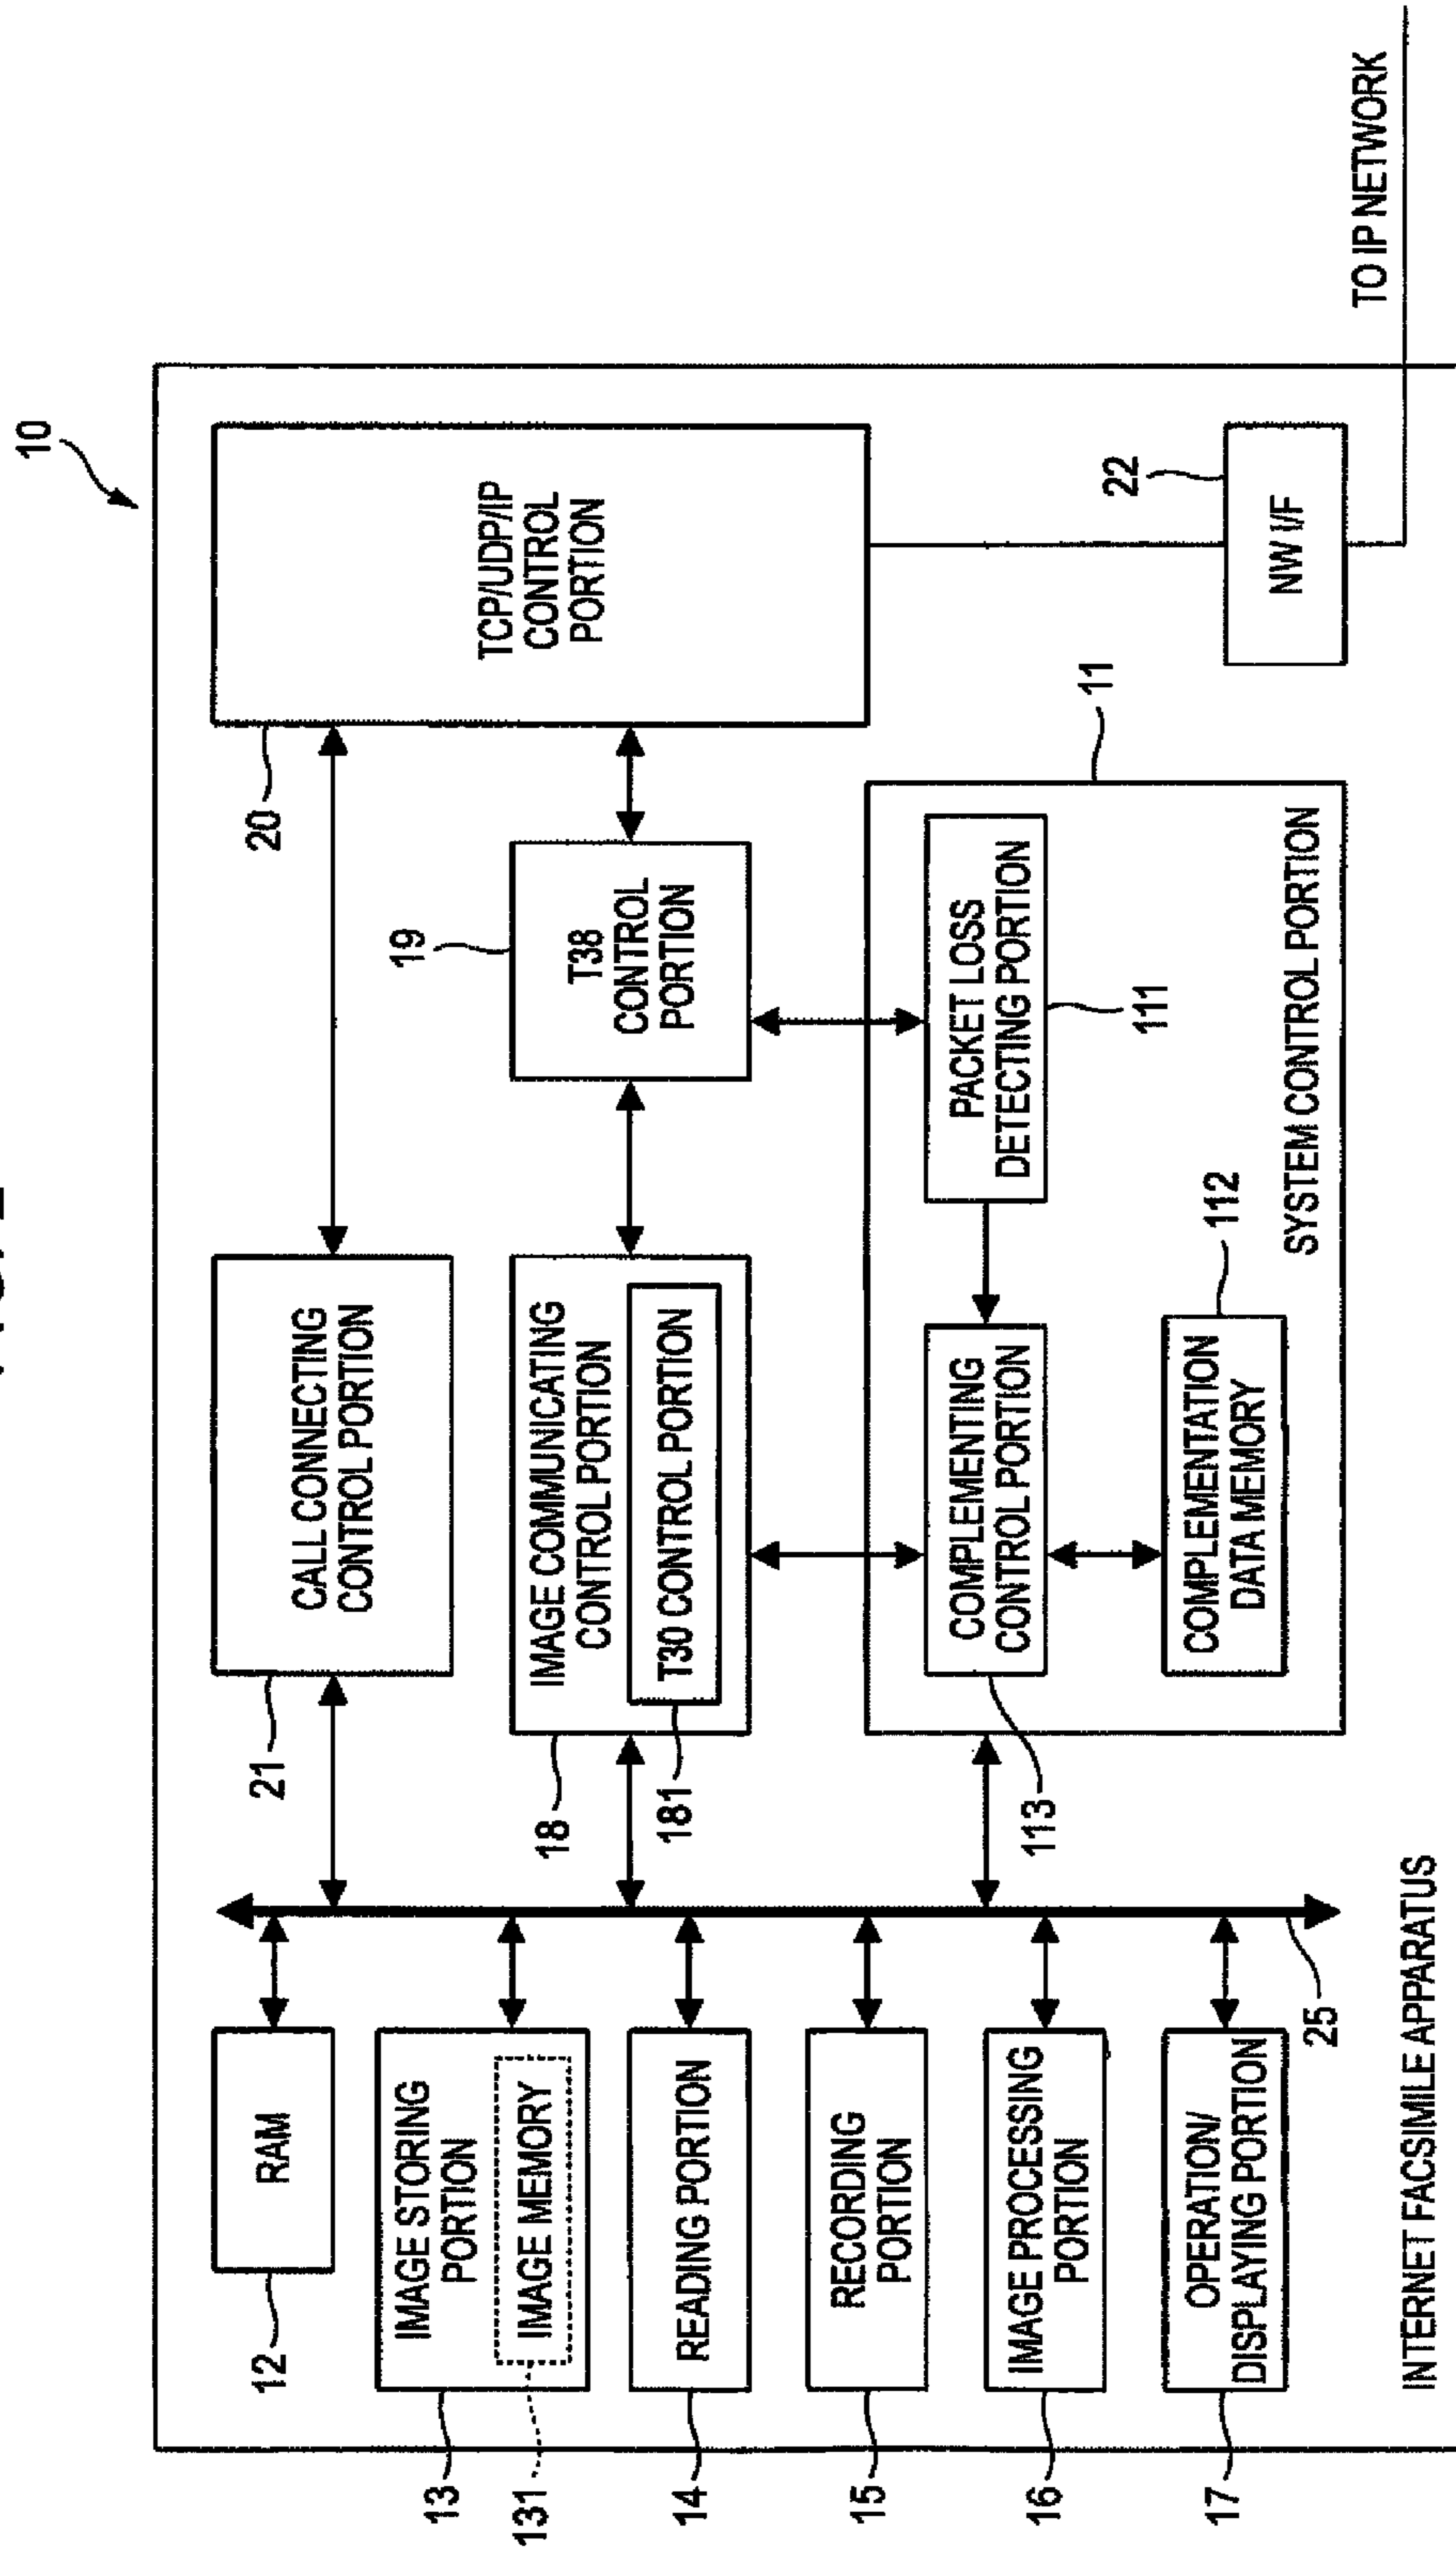 10
RAM
12
IMAGE STORING
PORTION
IMAGE MEMORY
13
131
READING PORTION
14
RECORDING
PORTION
15
IMAGE PROCESSING
PORTION
16
OPERATION/
DISPLAYING PORTION
17
25
CALL CONNECTING
CONTROL PORTION
21
IMAGE COMMUNICATING
CONTROL PORTION
T30 CONTROL PORTION
18
181
T38
CONTROL
PORTION
19
TCP/UDP/IP
CONTROL
PORTION
20
PACKET LOSS
DETECTING PORTION
111
COMPLEMENTING
CONTROL PORTION
113
COMPLEMENTATION
DATA MEMORY
112
SYSTEM CONTROL PORTION
11
NW I/F
22
TO IP NETWORK
INTERNET FACSIMILE APPARATUS